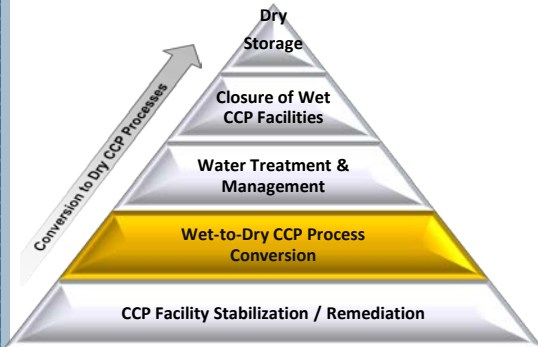 Dry
Storage
Closure of Wet
CCP Facilities
Water Treatment &
Management
Wet-to-Dry CCP Process
Conversion
CCP Facility Stabilization / Remediation
Conversion to Dry CCP Processes